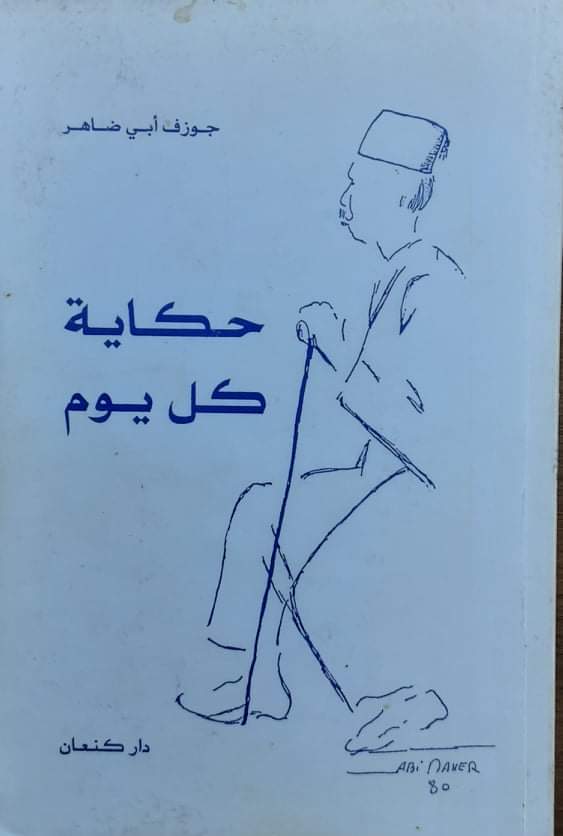 جوزف أبي ضاهر
حكاية
كل يوم
دار كنعان
ABi DAHER
80